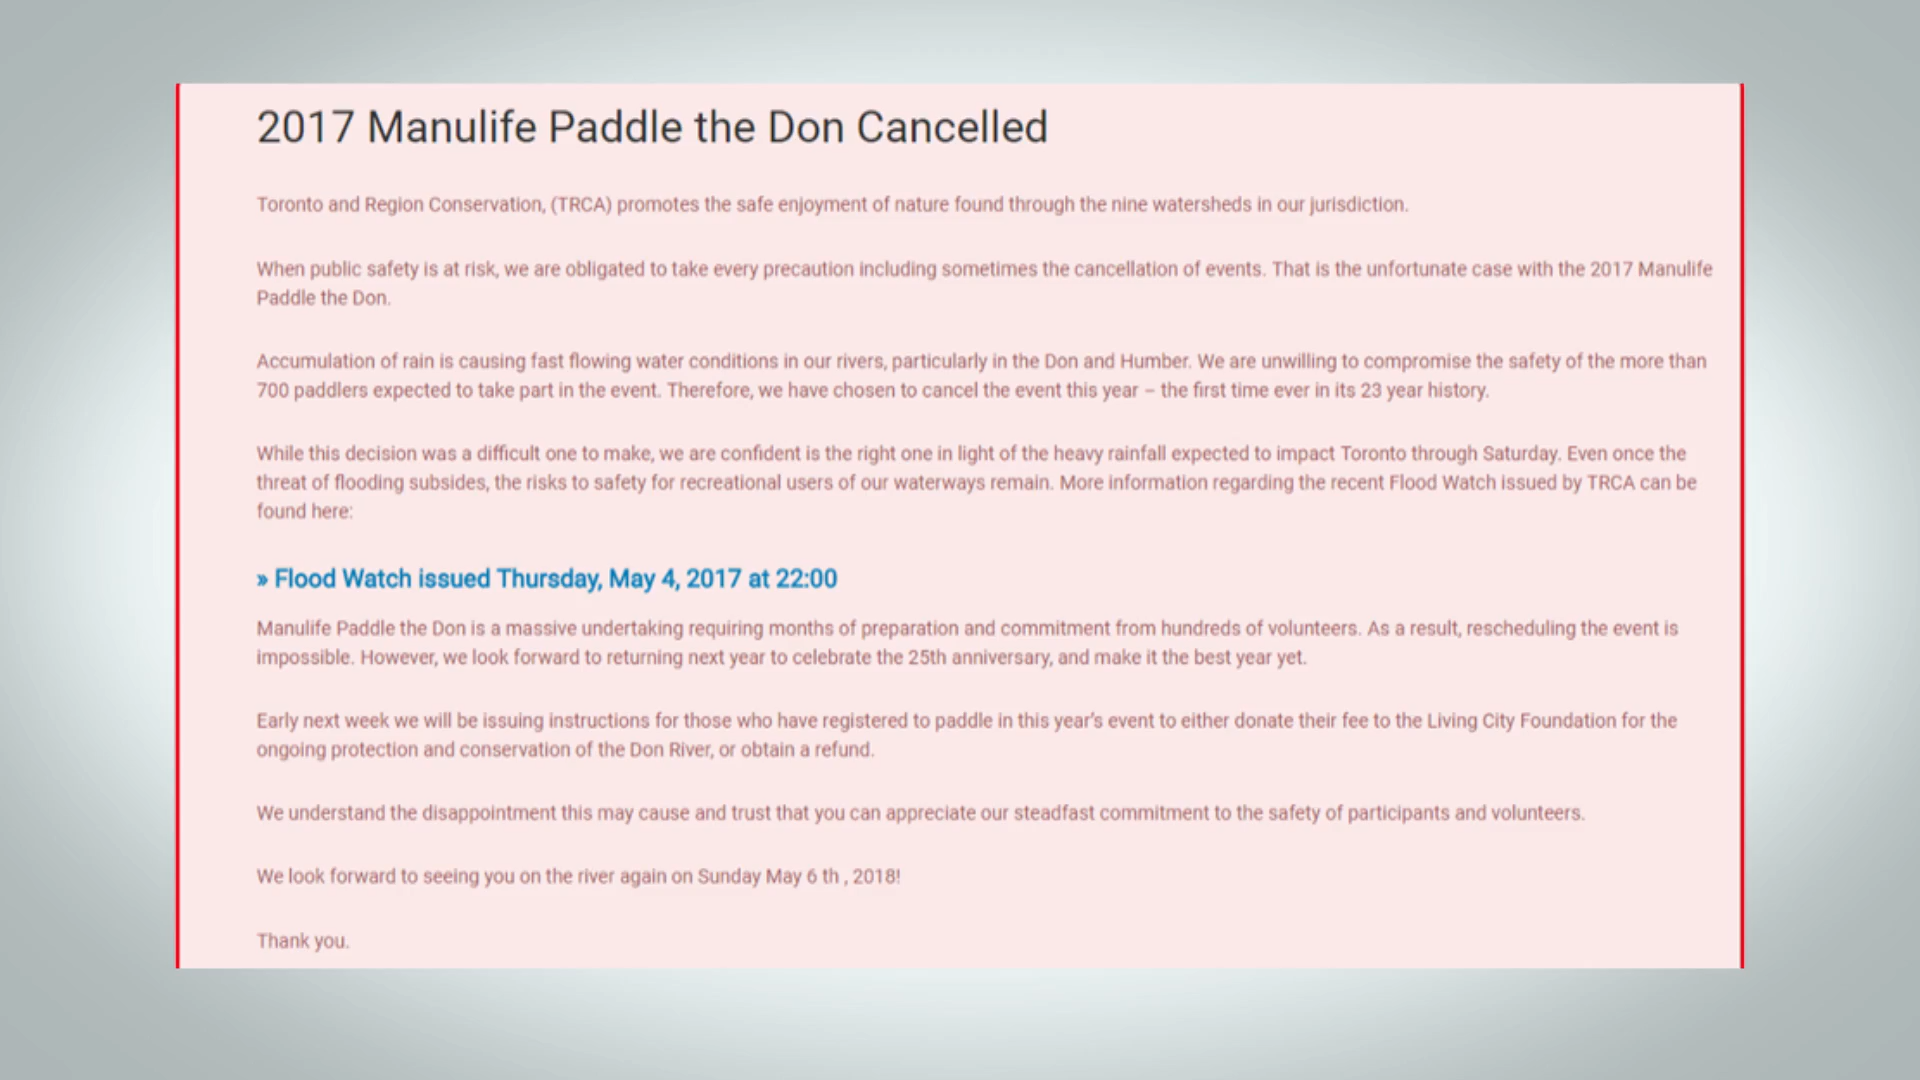 2017 Manulife Paddle the Don Cancelled
Toronto and Region Conservation, (TRCA) promotes the safe enjoyment of nature found through the nine watersheds in our jurisdiction.
When public safety is at risk, we are obligated to take every precaution including sometimes the cancellation of events. That is the unfortunate case with the 2017 Manulife
Paddle the Don.
Accumulation of rain is causing fast flowing water conditions in our rivers, particularly in the Don and Humber. We are unwilling to compromise the safety of the more than
700 paddlers expected to take part in the event. Therefore, we have chosen to cancel the event this year – the first time ever in its 23 year history.
While this decision was a difficult one to make, we are confident is the right one in light of the heavy rainfall expected to impact Toronto through Saturday. Even once the
threat of flooding subsides, the risks to safety for recreational users of our waterways remain. More information regarding the recent Flood Watch issued by TRCA can be
found here:
» Flood Watch issued Thursday, May 4, 2017 at 22:00
Manulife Paddle the Don is a massive undertaking requiring months of preparation and commitment from hundreds of volunteers. As a result, rescheduling the event is
impossible. However, we look forward to returning next year to celebrate the 25th anniversary, and make it the best year yet.
Early next week we will be issuing instructions for those who have registered to paddle in this year's event to either donate their fee to the Living City Foundation for the
ongoing protection and conservation of the Don River, or obtain a refund.
We understand the disappointment this may cause and trust that you can appreciate our steadfast commitment to the safety of participants and volunteers.
We look forward to seeing you on the river again on Sunday May 6 th , 2018!
Thank you.